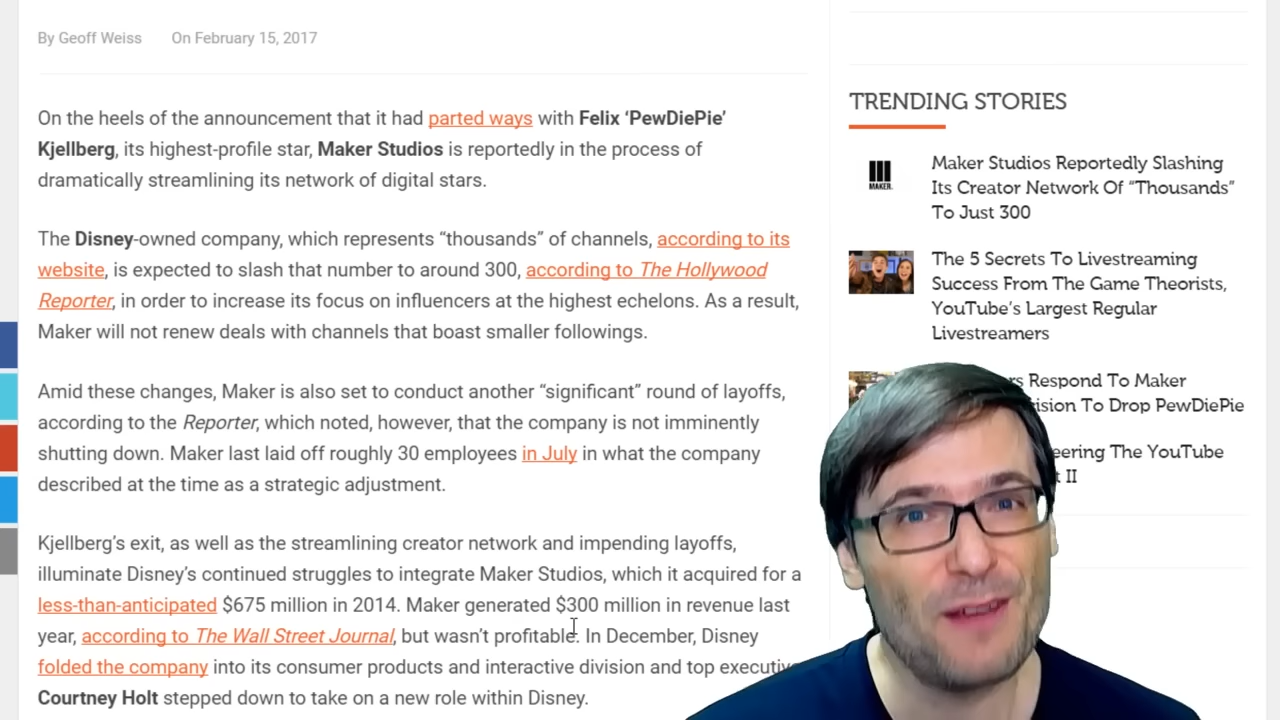 By Geoff Weiss On February 15, 2017
On the heels of the announcement that it had parted ways with Felix ‘PewDiePie’
Kjellberg, its highest-profile star, Maker Studios is reportedly in the process of
dramatically streamlining its network of digital stars.
The Disney-owned company, which represents “thousands” of channels, according to its
website, is expected to slash that number to around 300, according to The Hollywood
Reporter, in order to increase its focus on influencers at the highest echelons. As a result,
Maker will not renew deals with channels that boast smaller followings.
Amid these changes, Maker is also set to conduct another “significant” round of layoffs,
according to the Reporter, which noted, however, that the company is not imminently
shutting down. Maker last laid off roughly 30 employees in July in what the company
described at the time as a strategic adjustment.
Kjellberg’s exit, as well as the streamlining creator network and impending layoffs,
illuminate Disney’s continued struggles to integrate Maker Studios, which it acquired for a
less-than-anticipated $675 million in 2014. Maker generated $300 million in revenue last
year, according to The Wall Street Journal, but wasn’t profitable. In December, Disney
folded the company into its consumer products and interactive division and top
Courtney Holt stepped down to take on a new role within Disney.
TRENDING STORIES
MAKER.
Maker Studios Reportedly Slashing
Its Creator Network Of “Thousands”
To Just 300
The 5 Secrets To Livestreaming
Success From The Game Theorists,
YouTube’s Largest Regular
Livestreamers
Respond To Maker
To Drop PewDiePie
The YouTube
II